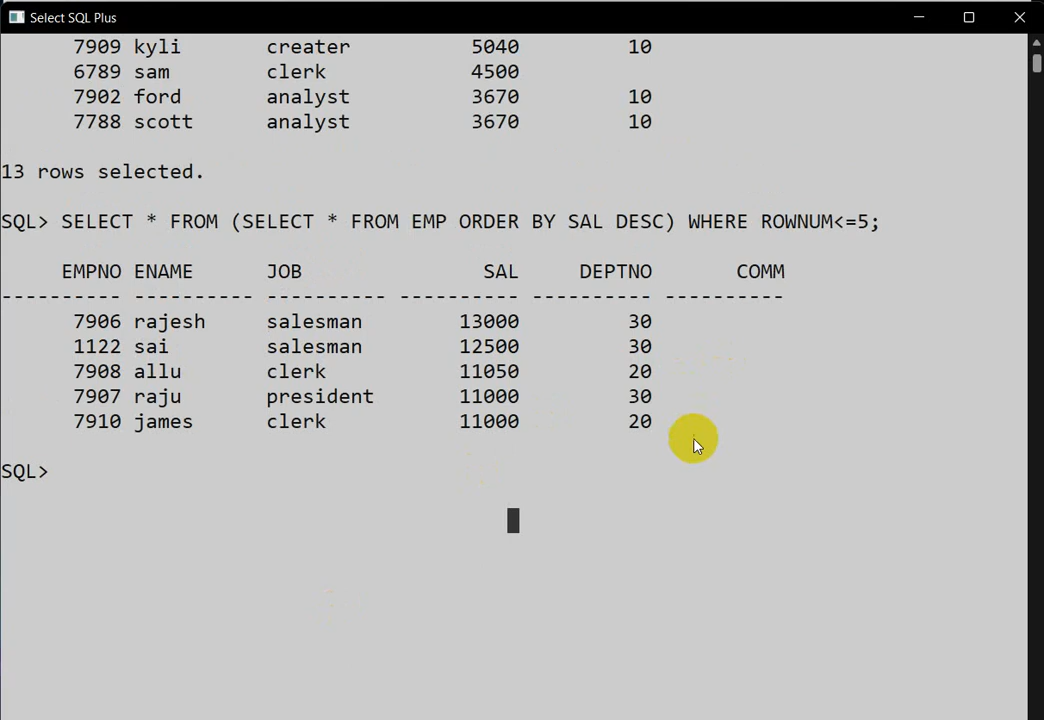 Select SQL Plus
7909 kyli creater 5040 10
6789 sam clerk 4500
7902 ford analyst 3670 10
7788 scott analyst 3670 10
13 rows selected.
SQL> SELECT * FROM (SELECT * FROM EMP ORDER BY SAL DESC) WHERE ROWNUM<=5;
EMPNO ENAME JOB SAL DEPTNO COMM
---------- ---------- ---------- ---------- ---------- ----------
7906 rajesh salesman 13000 30
1122 sai salesman 12500 30
7908 allu clerk 11050 20
7907 raju president 11000 30
7910 james clerk 11000 20
SQL>